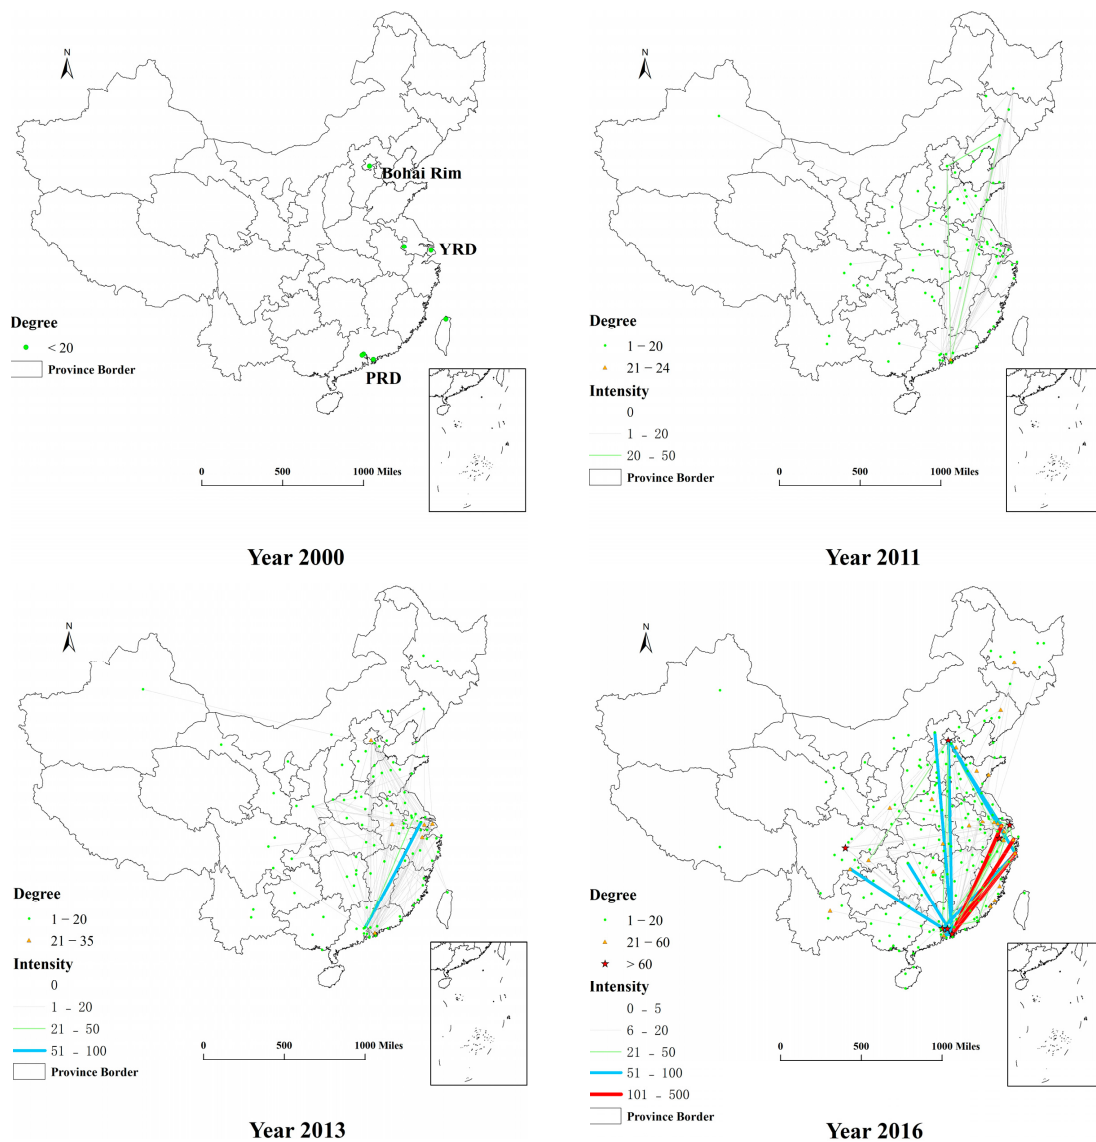 N
Bohai Rim
YRD
PRD
Degree
< 20
Province Border
0 500 1000 Miles
Year 2000
N
Degree
1 – 20
21 – 24
Intensity
0
1 – 20
20 – 50
Province Border
0 500 1000 Miles
Year 2011
N
Degree
1 – 20
21 – 35
Intensity
0
1 – 20
21 – 50
51 – 100
Province Border
0 500 1000 Miles
Year 2013
N
Degree
1 – 20
21 – 60
> 60
Intensity
0 – 5
6 – 20
21 – 50
51 – 100
101 – 500
Province Border
0 500 1000 Miles
Year 2016